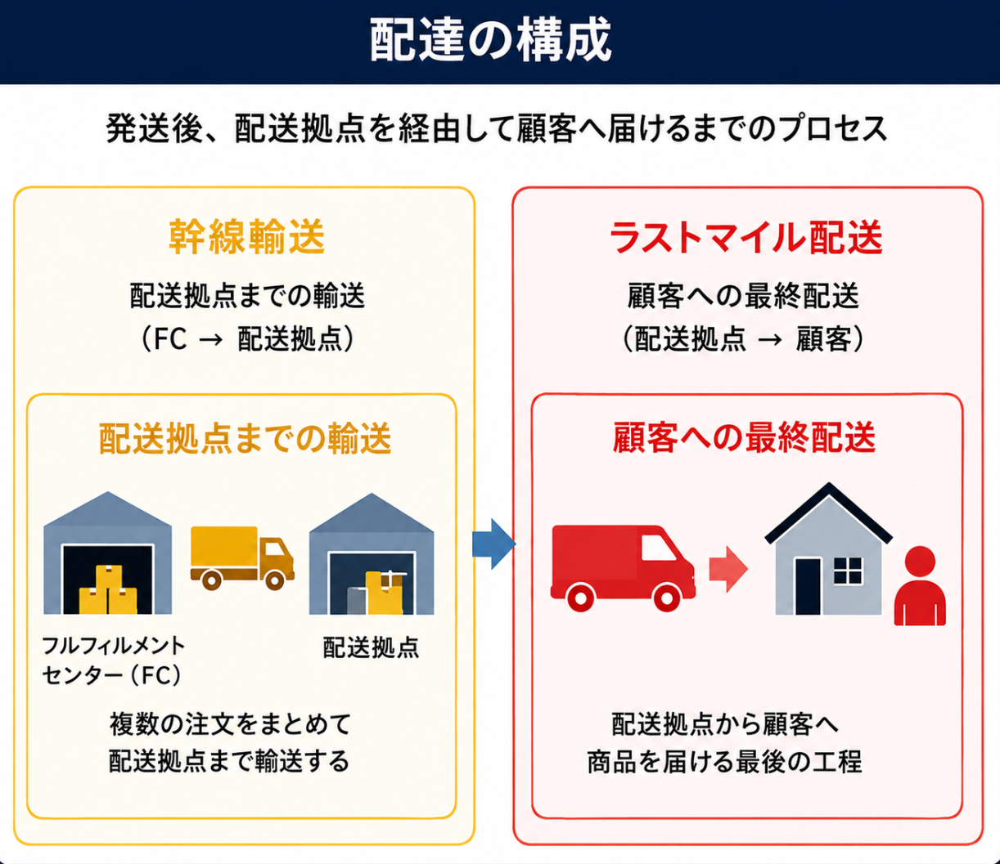 配達の構成
発送後、配送拠点を経由して顧客へ届けるまでのプロセス
幹線輸送
配送拠点までの輸送
（FC → 配送拠点）
配送拠点までの輸送
フルフィルメント
センター（FC）
配送拠点
複数の注文をまとめて
配送拠点まで輸送する
ラストマイル配送
顧客への最終配送
（配送拠点 → 顧客）
顧客への最終配送
配送拠点から顧客へ
商品を届ける最後の工程